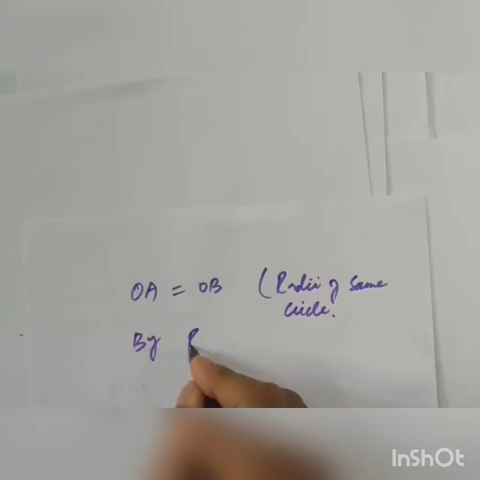 OA = OB (Radii of same
circle.
By R
InShOt